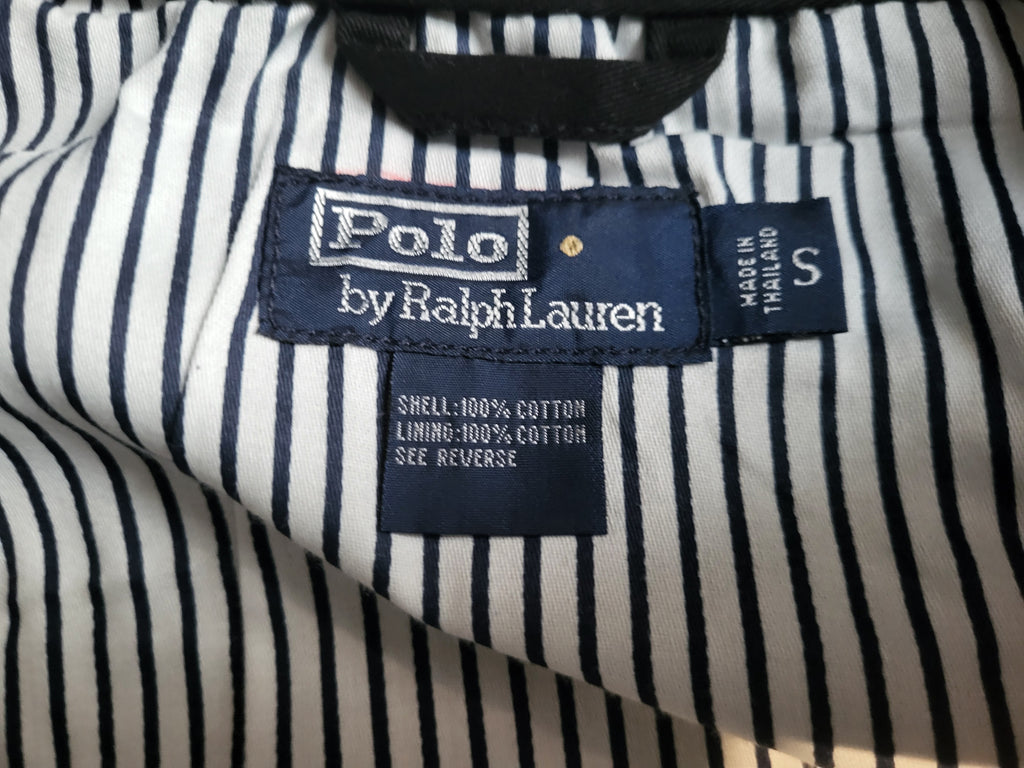 Polo
by Ralph Lauren
MADE IN
THAILAND
S
SHELL:100% COTTON
LINING:100% COTTON
SEE REVERSE